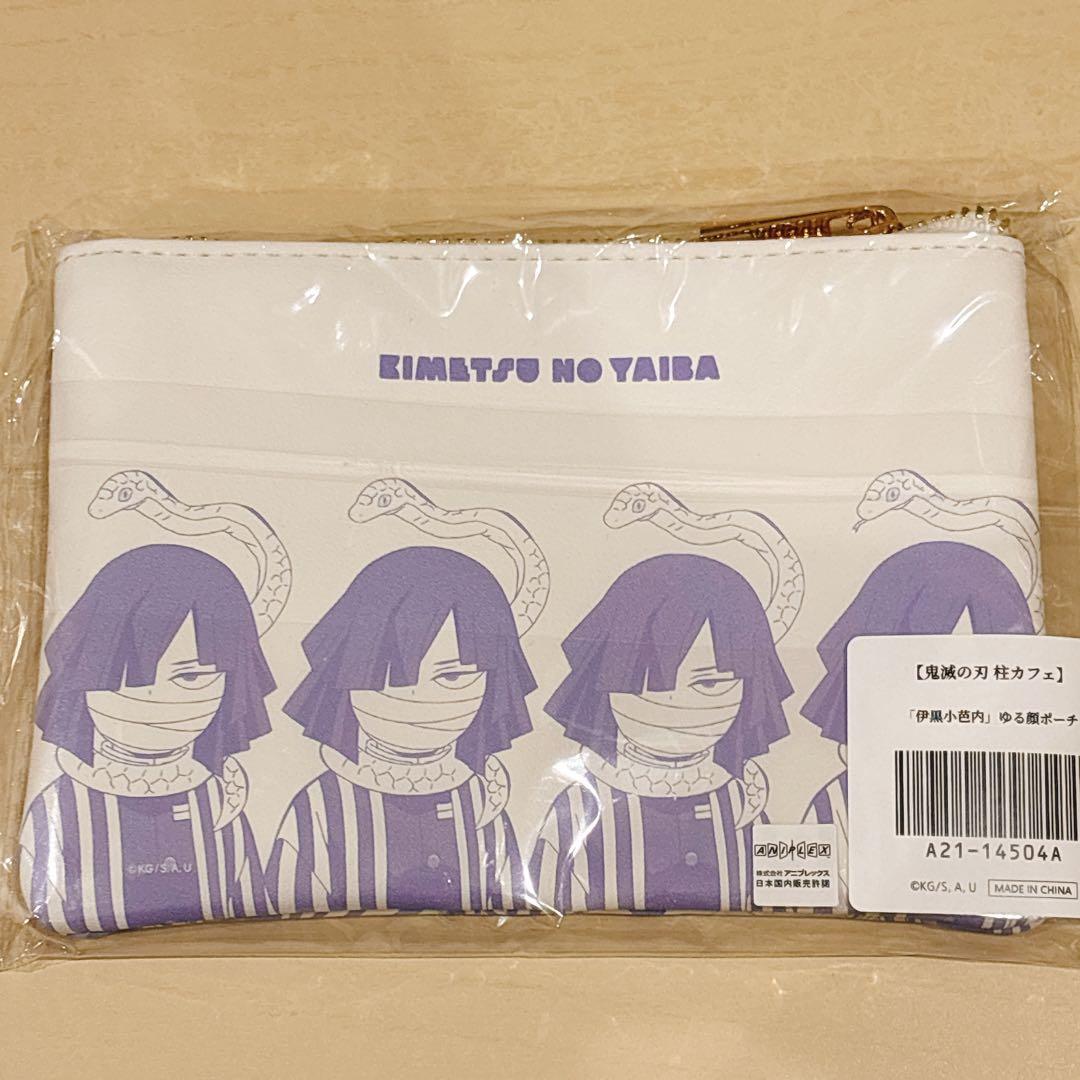 KIMETSU NO YAIBA
【鬼滅の刃 柱カフェ】
「伊黒小芭内」ゆる顔ポーチ
A21-14504A
©KG/S, A, U
MADE IN CHINA
ANIPLEX
株式会社 アニプレックス
日本国内販売許諾
©KG/S, A, U